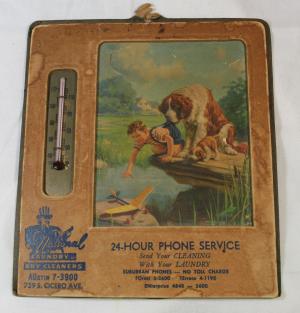 National
LAUNDRY
DRY CLEANERS
AUstin 7-3900
729 S. CICERO AVE.
24-HOUR PHONE SERVICE
Send Your CLEANING
With Your LAUNDRY
SUBURBAN PHONES — NO TOLL CHARGE